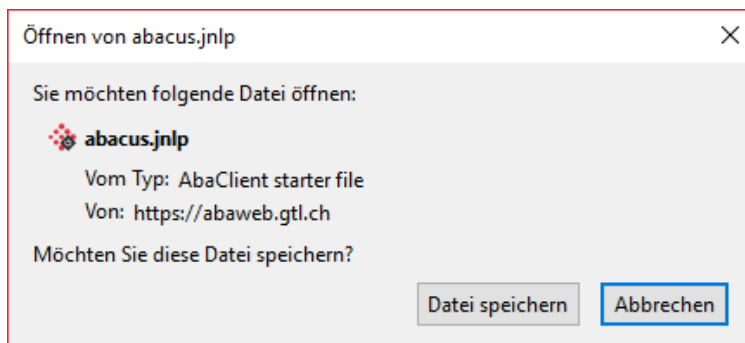 Öffnen von abacus.jnlp
Sie möchten folgende Datei öffnen:
abacus.jnlp
Vom Typ: AbaClient starter file
Von: https://abaweb.gtl.ch
Möchten Sie diese Datei speichern?
Datei speichern Abbrechen